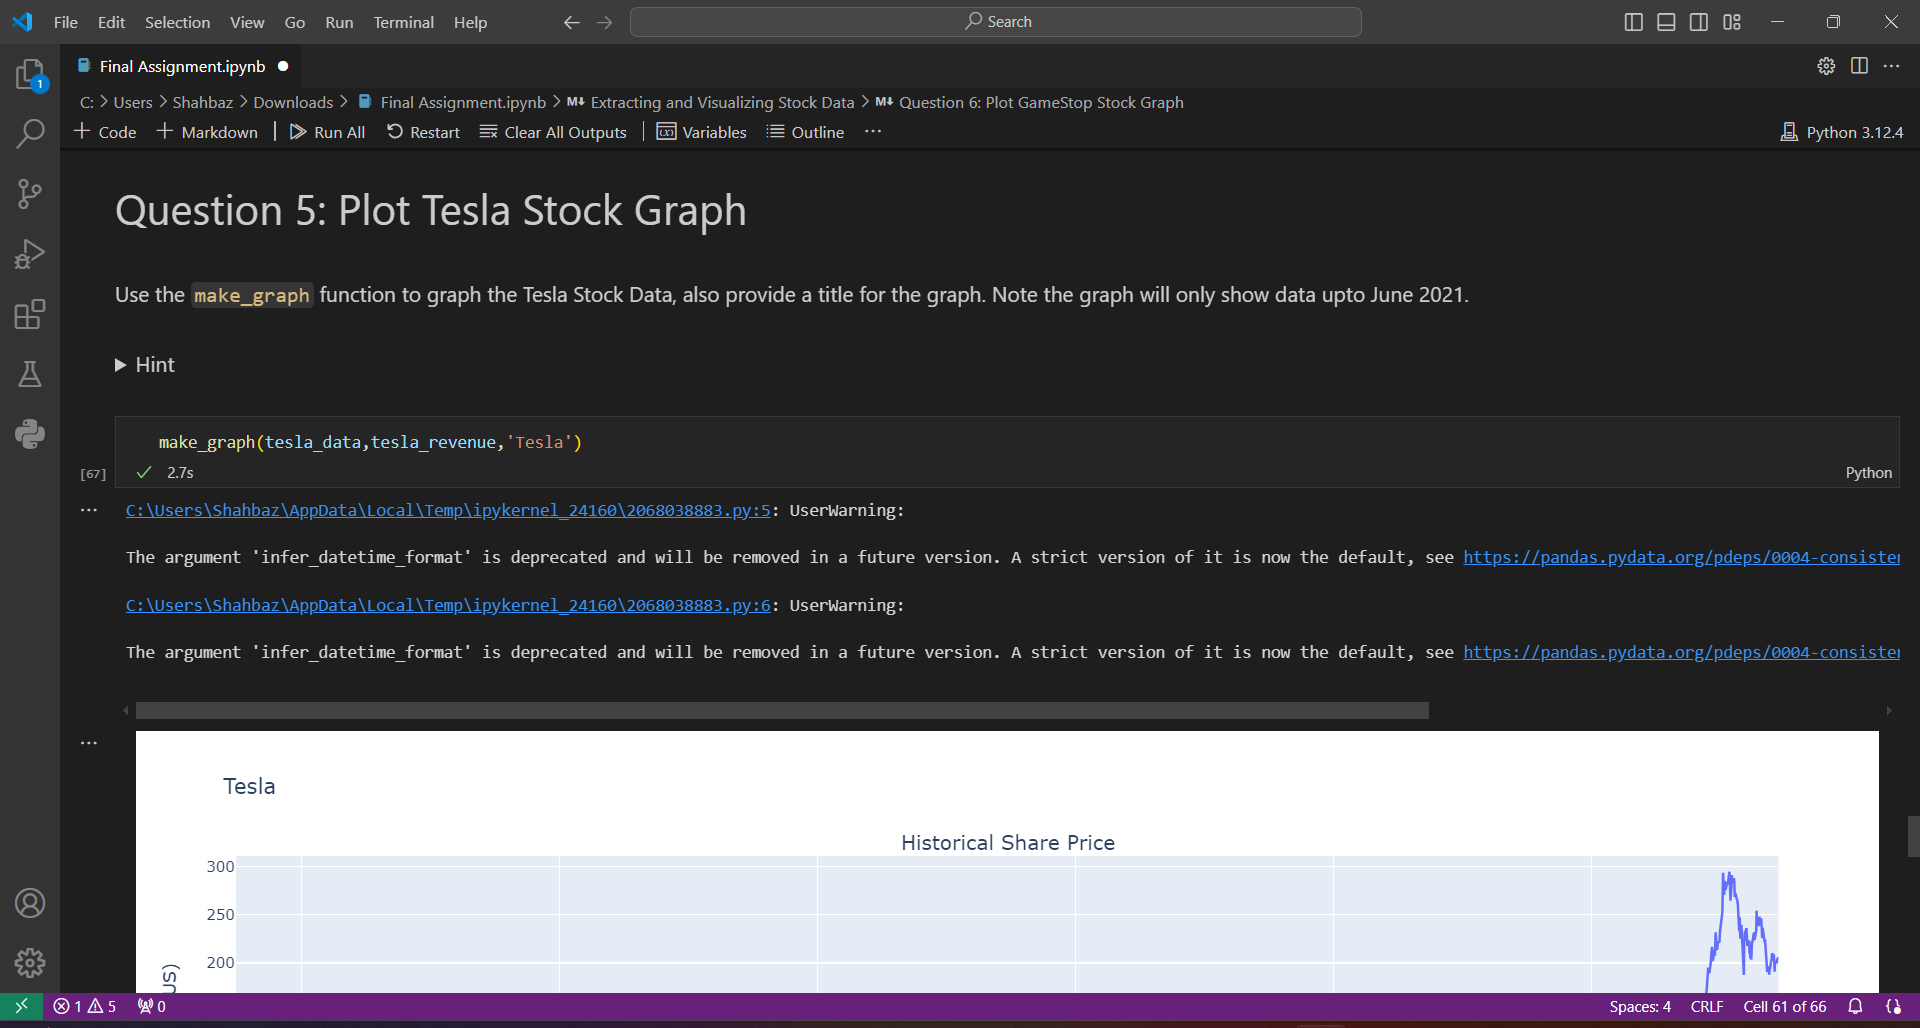 File Edit Selection View Go Run Terminal Help
Search
Final Assignment.ipynb
1
C: > Users > Shahbaz > Downloads > Final Assignment.ipynb > M↓ Extracting and Visualizing Stock Data > M↓ Question 6: Plot GameStop Stock Graph
+ Code + Markdown | Run All Restart Clear All Outputs | Variables Outline ...
Python 3.12.4
Question 5: Plot Tesla Stock Graph
Use the make_graph function to graph the Tesla Stock Data, also provide a title for the graph. Note the graph will only show data upto June 2021.
Hint
make_graph(tesla_data,tesla_revenue,'Tesla')
[67] 2.7s
Python
C:\Users\Shahbaz\AppData\Local\Temp\ipykernel_24160\2068038883.py:5: UserWarning:
The argument 'infer_datetime_format' is deprecated and will be removed in a future version. A strict version of it is now the default, see https://pandas.pydata.org/pdeps/0004-consister
C:\Users\Shahbaz\AppData\Local\Temp\ipykernel_24160\2068038883.py:6: UserWarning:
The argument 'infer_datetime_format' is deprecated and will be removed in a future version. A strict version of it is now the default, see https://pandas.pydata.org/pdeps/0004-consister
Tesla
Historical Share Price
300
250
200
US)
1 5 0
Spaces: 4 CRLF Cell 61 of 66